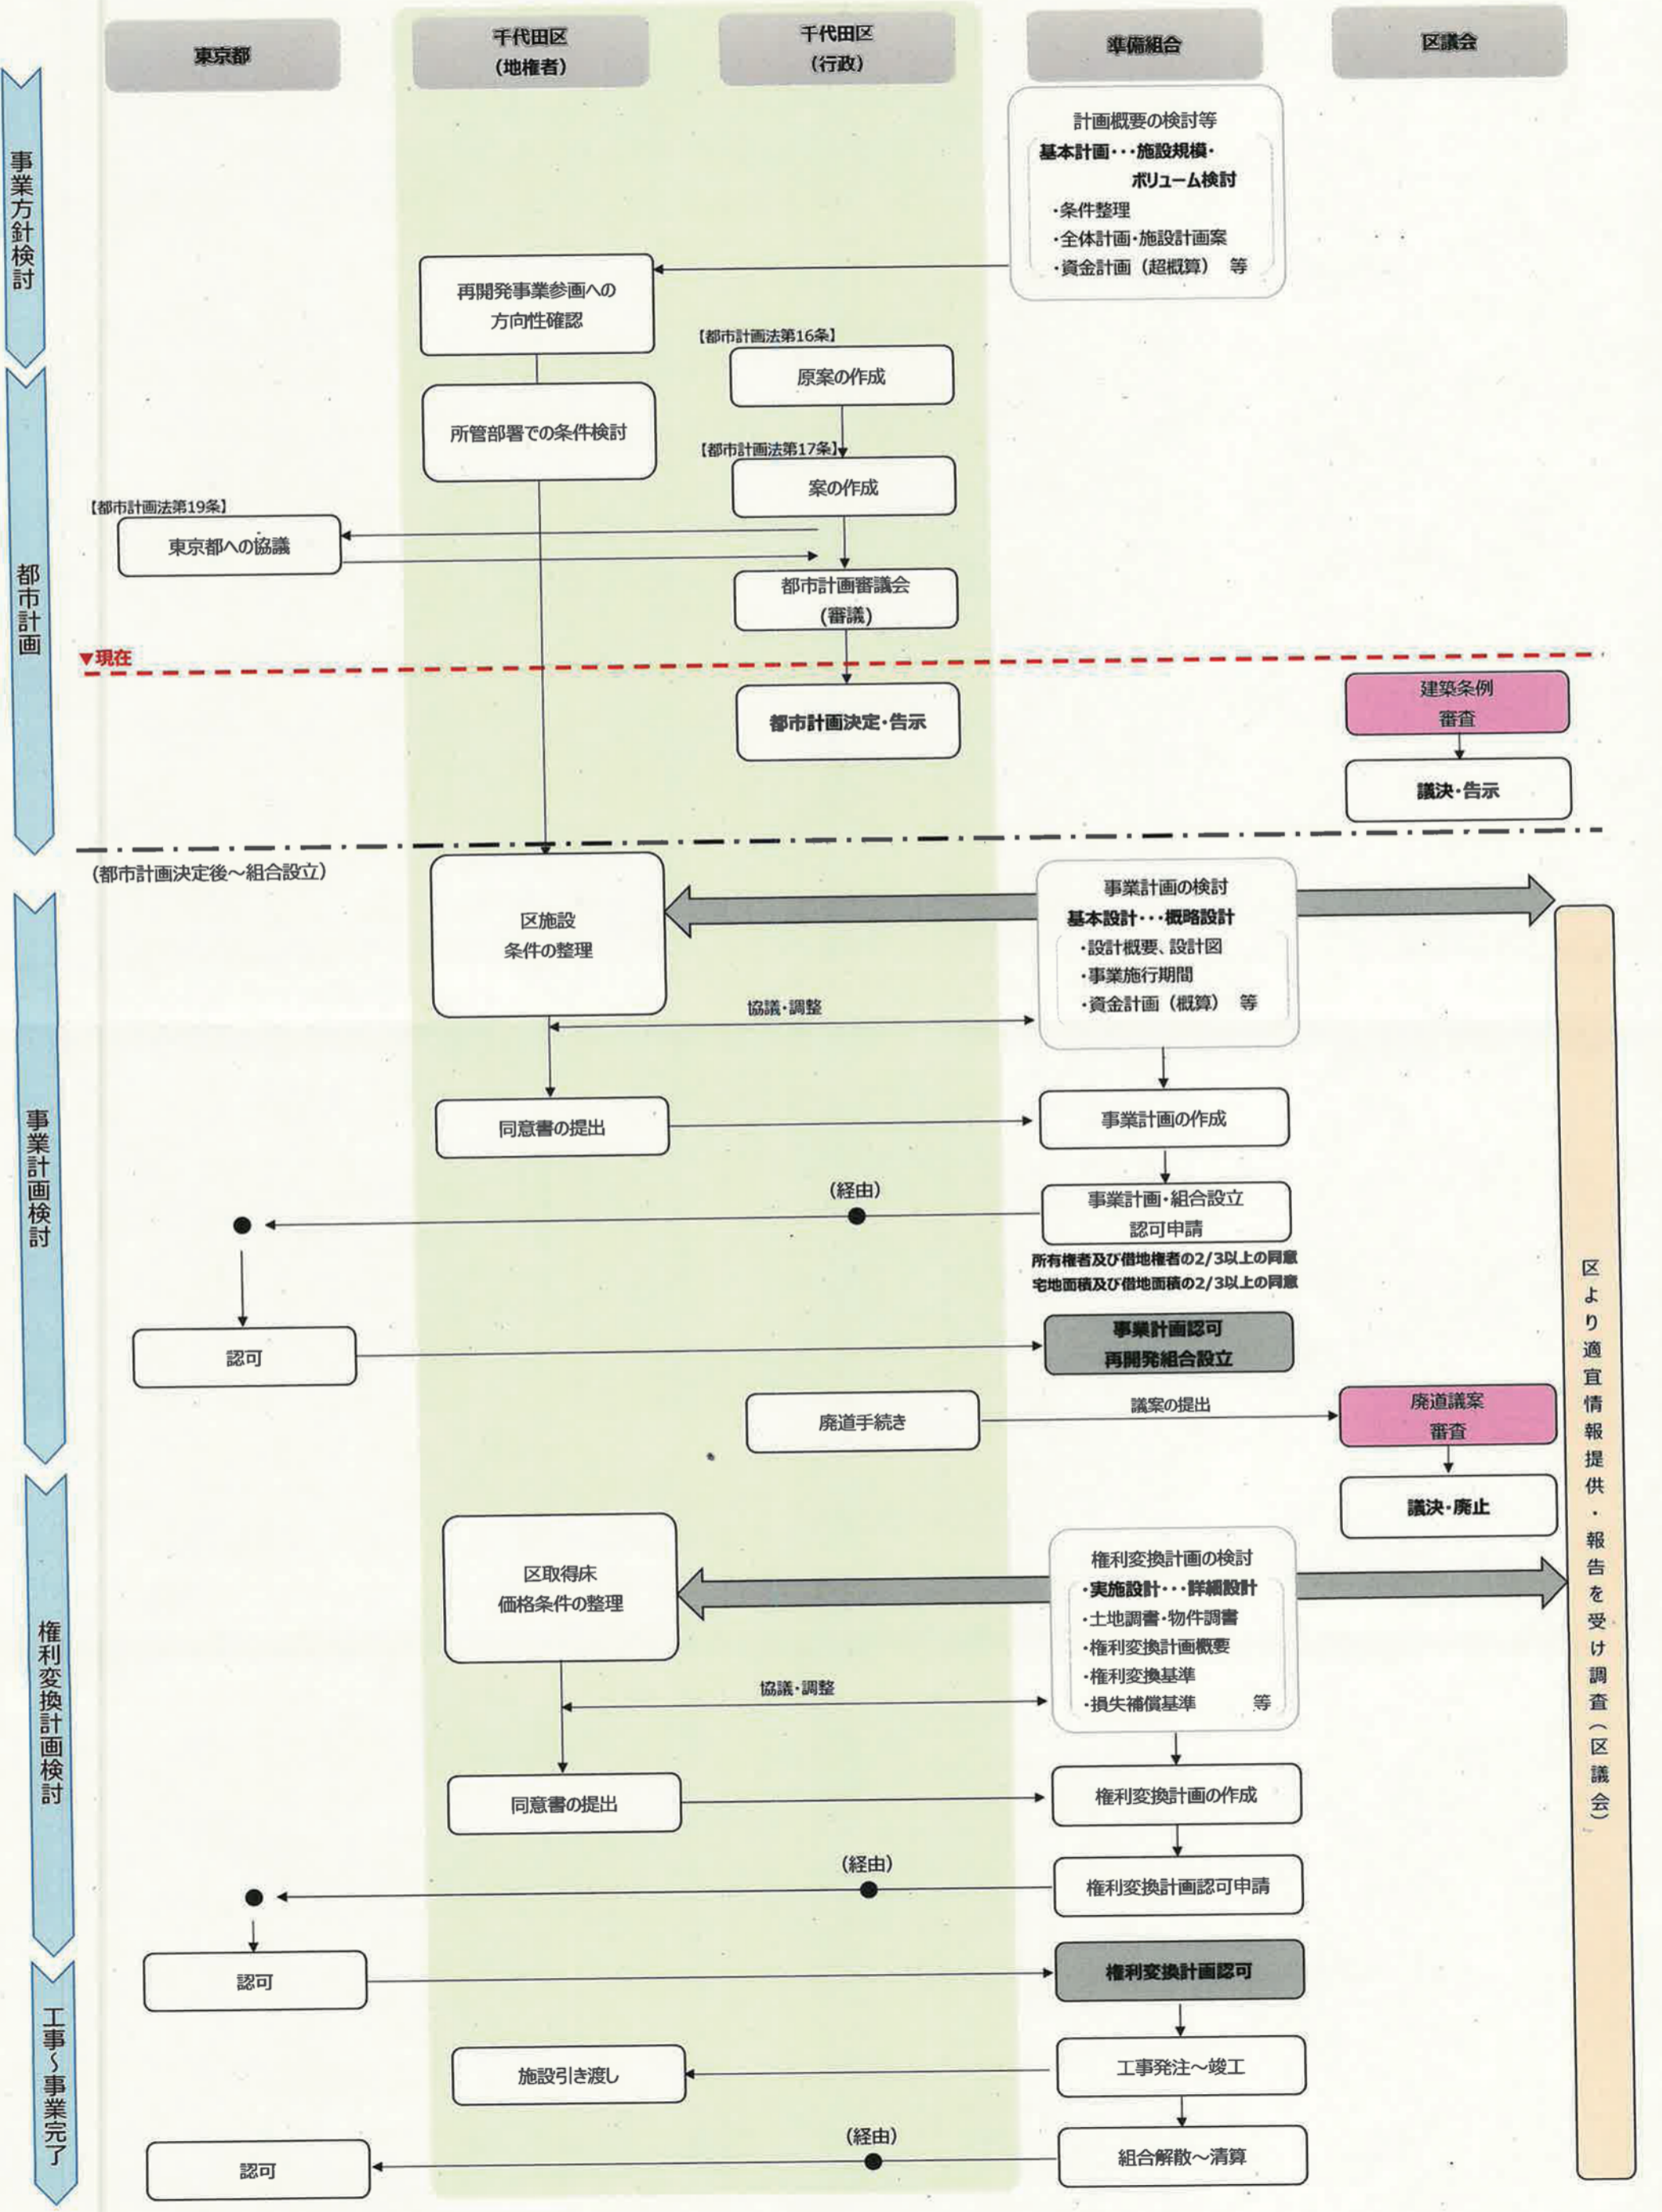 東京都
千代田区
（地権者）
千代田区
（行政）
準備組合
区議会
事業方針検討
計画概要の検討等
基本計画・・・施設規模・
ボリューム検討
・条件整理
・全体計画・施設計画案
・資金計画（超概算）　等
再開発事業参画への
方向性確認
都市計画
【都市計画法第16条】
原案の作成
所管部署での条件検討
【都市計画法第17条】
案の作成
【都市計画法第19条】
東京都への協議
都市計画審議会
（審議）
▼現在
都市計画決定・告示
建築条例
審査
議決・告示
（都市計画決定後～組合設立）
事業計画検討
区施設
条件の整理
事業計画の検討
基本設計・・・概略設計
・設計概要、設計図
・事業施行期間
・資金計画（概算）　等
協議・調整
同意書の提出
事業計画の作成
（経由）
事業計画・組合設立
認可申請
所有権者及び借地権者の2/3以上の同意
宅地面積及び借地面積の2/3以上の同意
認可
事業計画認可
再開発組合設立
廃道手続き
議案の提出
廃道議案
審査
議決・廃止
区より適宜情報提供・報告を受け調査（区議会）
権利変換計画検討
区取得床
価格条件の整理
権利変換計画の検討
・実施設計・・・詳細設計
・土地調書・物件調書
・権利変換計画概要
・権利変換基準
・損失補償基準　　　等
協議・調整
同意書の提出
権利変換計画の作成
（経由）
権利変換計画認可申請
認可
権利変換計画認可
工事～事業完了
施設引き渡し
工事発注～竣工
（経由）
認可
組合解散～清算